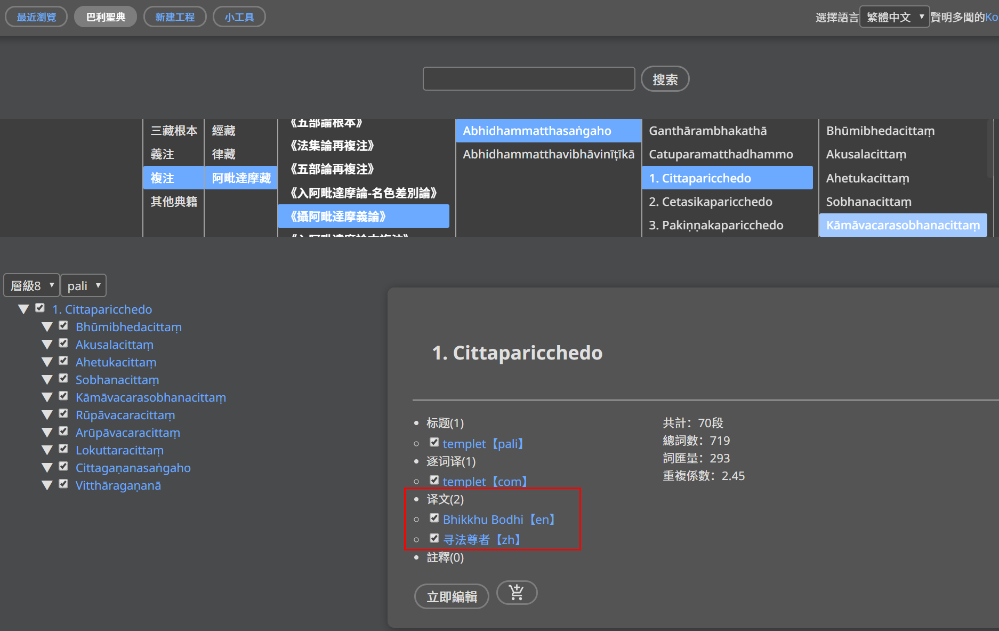 最近瀏覽 巴利聖典 新建工程 小工具 選擇語言 繁體中文 賢明多聞的Ko
搜索
三藏根本
義注
複注
其他典籍
經藏
律藏
阿毗達摩藏
《五部論根本》
《法集論再複注》
《五部論再複注》
《入阿毗達摩論-名色差別論》
《攝阿毗達摩義論》
Abhidhammatthasaṅgaho
Abhidhammatthavibhāvinīṭīkā
Ganthārambhakathā
Catuparamatthadhammo
1. Cittaparicchedo
2. Cetasikaparicchedo
3. Pakiṇṇakaparicchedo
Bhūmibhedacittaṃ
Akusalacittaṃ
Ahetukacittaṃ
Sobhanacittaṃ
Kāmāvacarasobhanacittaṃ
層級8 pali
1. Cittaparicchedo
Bhūmibhedacittaṃ
Akusalacittaṃ
Ahetukacittaṃ
Sobhanacittaṃ
Kāmāvacarasobhanacittaṃ
Rūpāvacaracittaṃ
Arūpāvacaracittaṃ
Lokuttaracittaṃ
Cittagaṇanasaṅgaho
Vitthāragaṇanā
1. Cittaparicchedo
标题(1)
templet【pali】
逐词译(1)
templet【com】
译文(2)
Bhikkhu Bodhi【en】
寻法尊者【zh】
註釋(0)
共計：70段
總詞數：719
詞匯量：293
重複係數：2.45
立即編輯